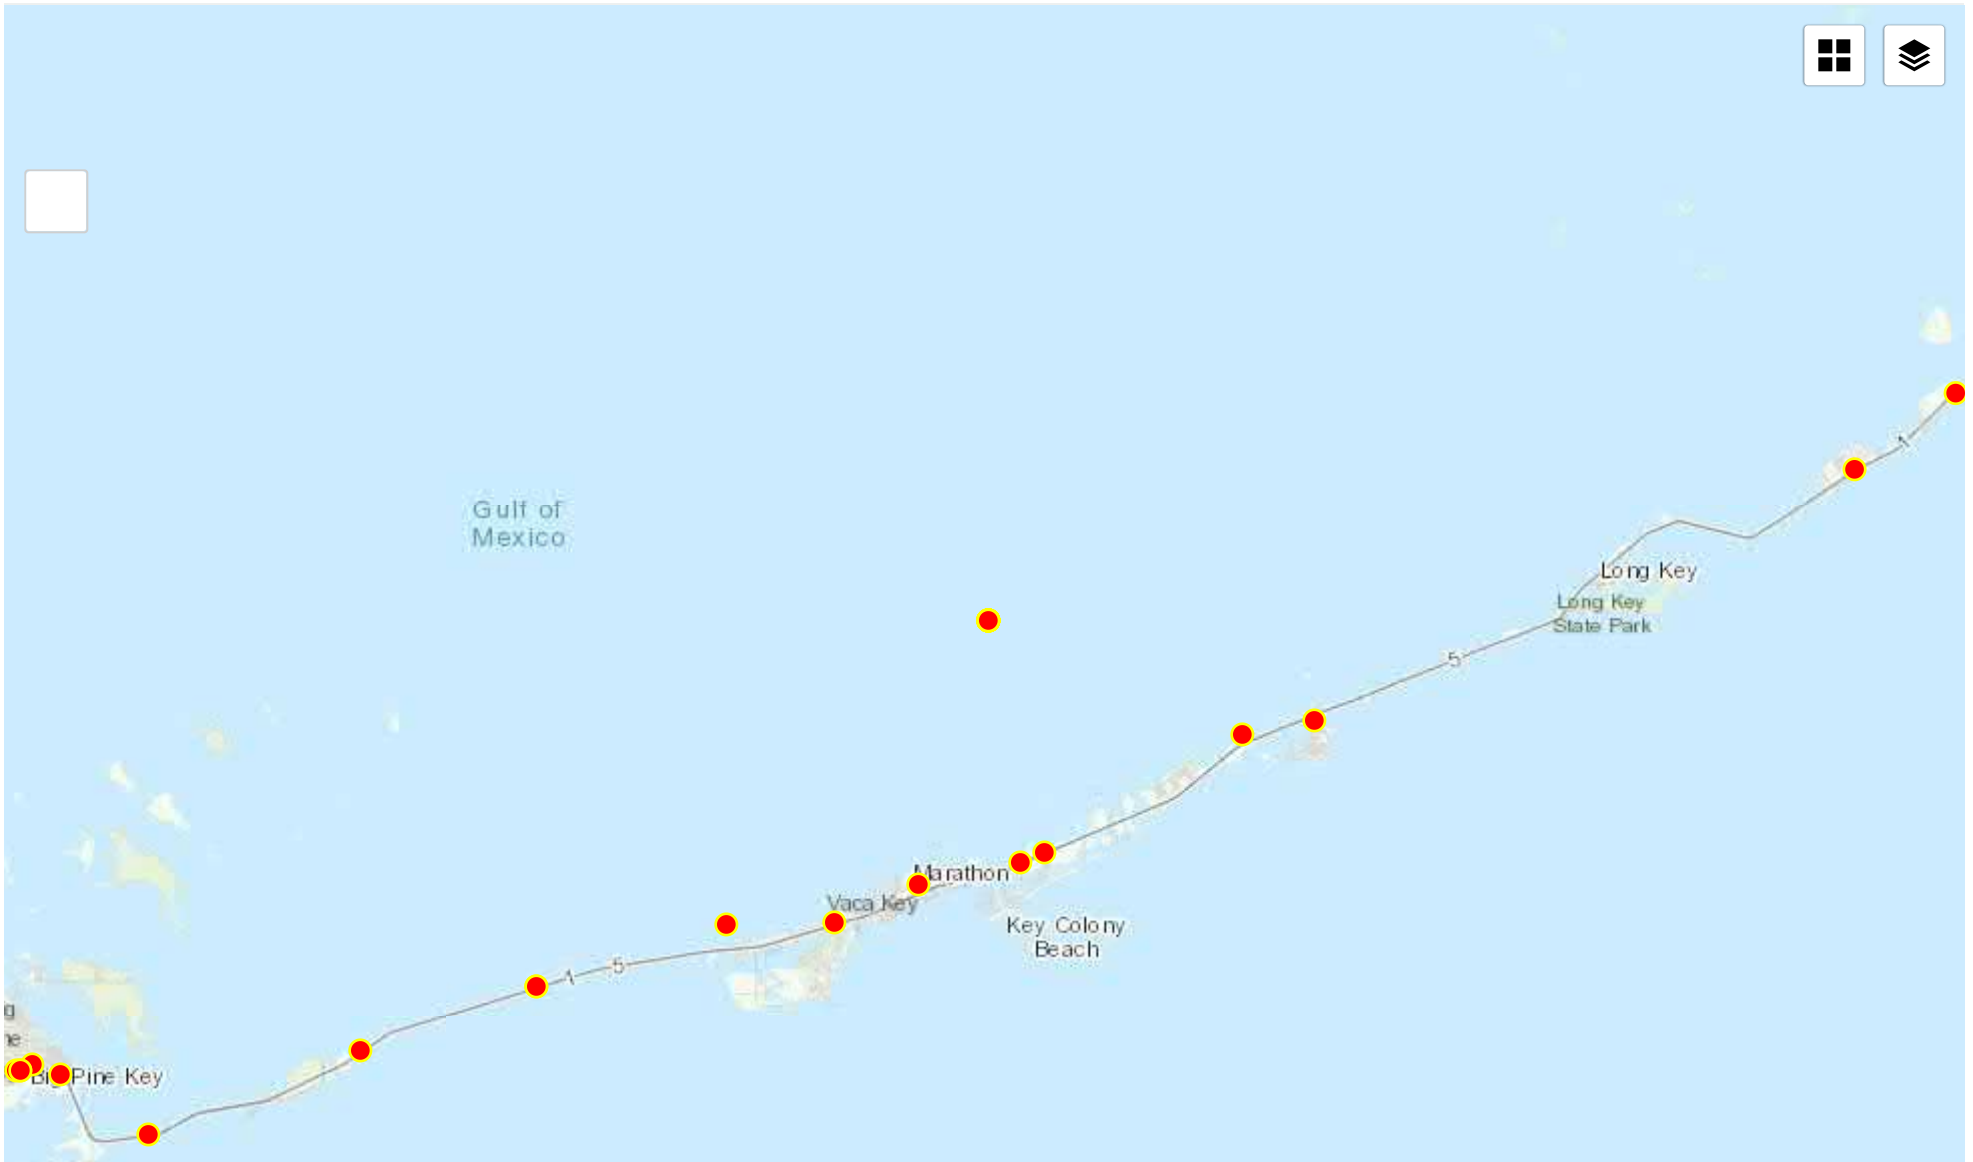 1
Gulf of
Mexico
Long Key
Long Key
State Park
5
Marathon
Vaca Key
Key Colony
Beach
1
5
g
ne
Big Pine Key